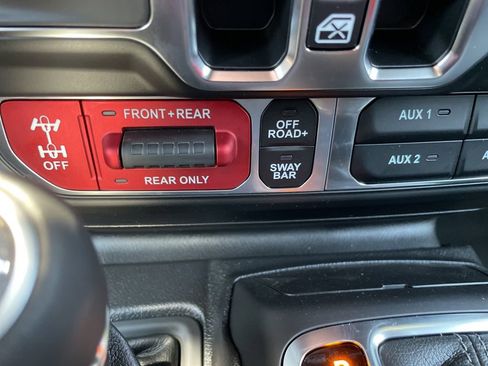 FRONT+REAR
OFF
REAR ONLY
OFF
ROAD+
SWAY
BAR
AUX 1
AUX 2